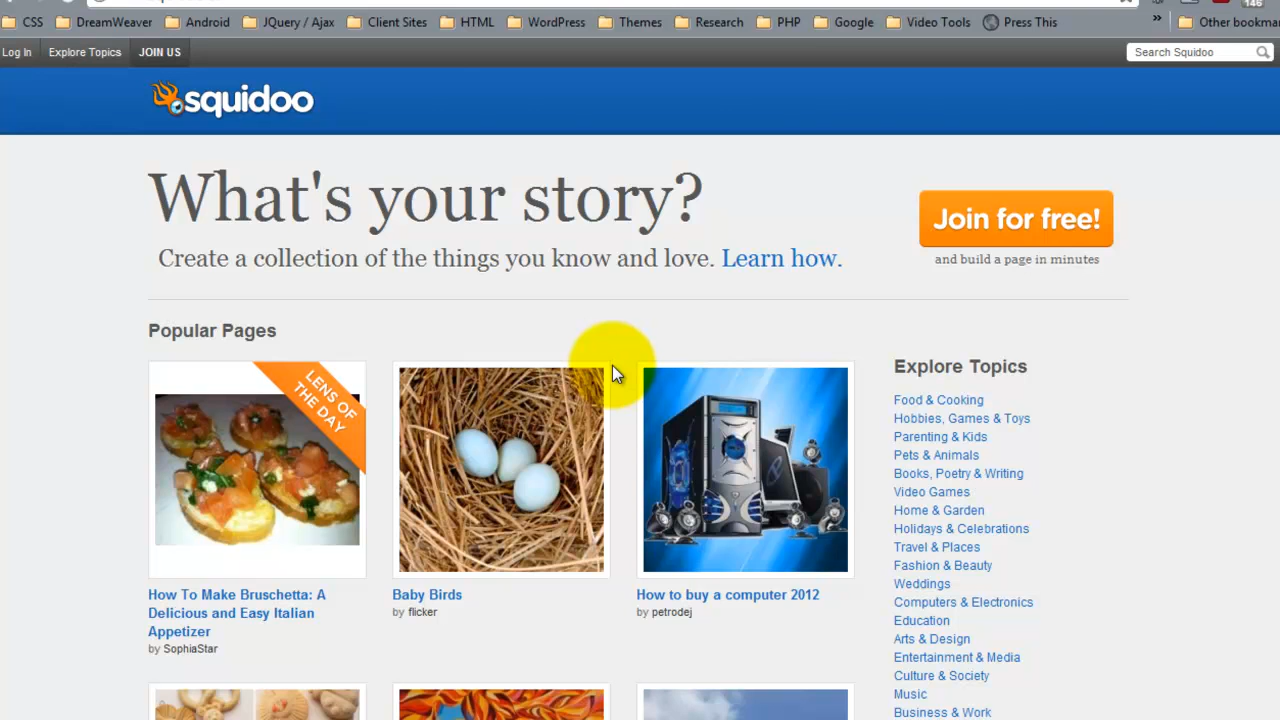 146
CSS DreamWeaver Android JQuery / Ajax Client Sites HTML WordPress Themes Research PHP Google Video Tools Press This » Other bookma
Log In Explore Topics JOIN US Search Squidoo
squidoo
What's your story?
Join for free!
Create a collection of the things you know and love. Learn how.
and build a page in minutes
Popular Pages
LENS OF
THE DAY
How To Make Bruschetta: A
Delicious and Easy Italian
Appetizer
by SophiaStar
Baby Birds
by flicker
How to buy a computer 2012
by petrodej
Explore Topics
Food & Cooking
Hobbies, Games & Toys
Parenting & Kids
Pets & Animals
Books, Poetry & Writing
Video Games
Home & Garden
Holidays & Celebrations
Travel & Places
Fashion & Beauty
Weddings
Computers & Electronics
Education
Arts & Design
Entertainment & Media
Culture & Society
Music
Business & Work